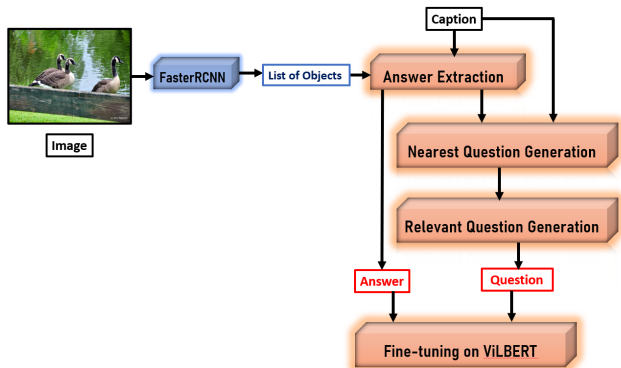 Caption
FasterRCNN
List of Objects
Answer Extraction
Image
Nearest Question Generation
Relevant Question Generation
Answer
Question
Fine-tuning on ViLBERT